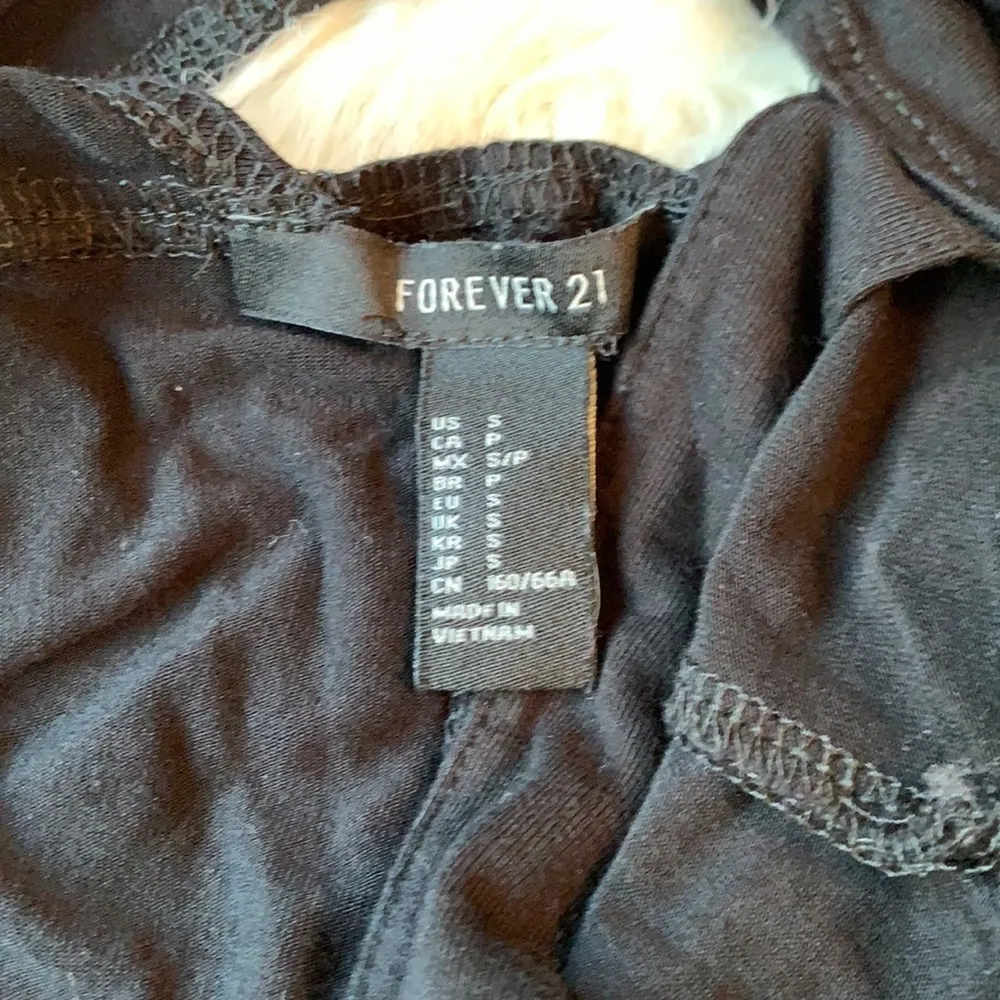 FOREVER 21
US S
CA P
MX S/P
BR P
EU S
UK S
KR S
JP S
CN 160/66A
MADE IN
VIETNAM